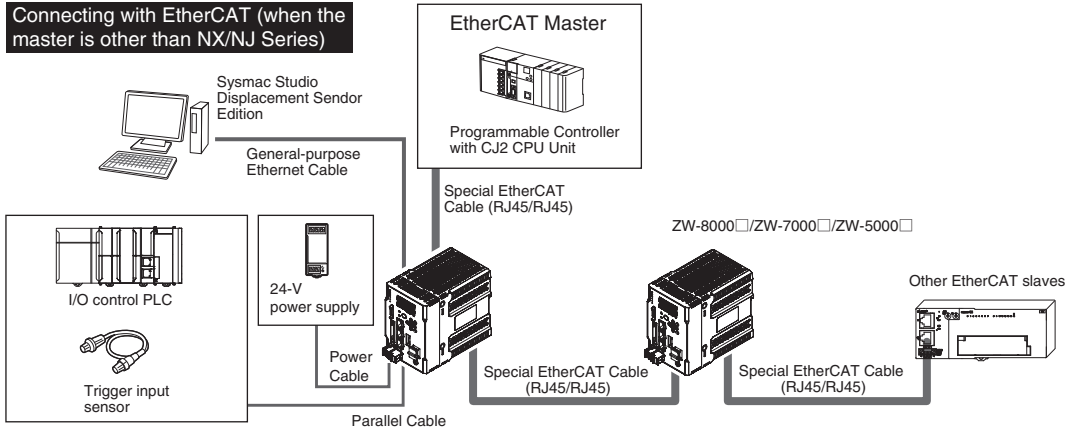 Connecting with EtherCAT (when the
master is other than NX/NJ Series)
EtherCAT Master
Sysmac Studio
Displacement Sendor
Edition
Programmable Controller
with CJ2 CPU Unit
General-purpose
Ethernet Cable
Special EtherCAT
Cable (RJ45/RJ45)
ZW-8000□/ZW-7000□/ZW-5000□
Other EtherCAT slaves
I/O control PLC
24-V
power supply
Trigger input
sensor
Power
Cable
Special EtherCAT Cable
(RJ45/RJ45)
Special EtherCAT Cable
(RJ45/RJ45)
Parallel Cable